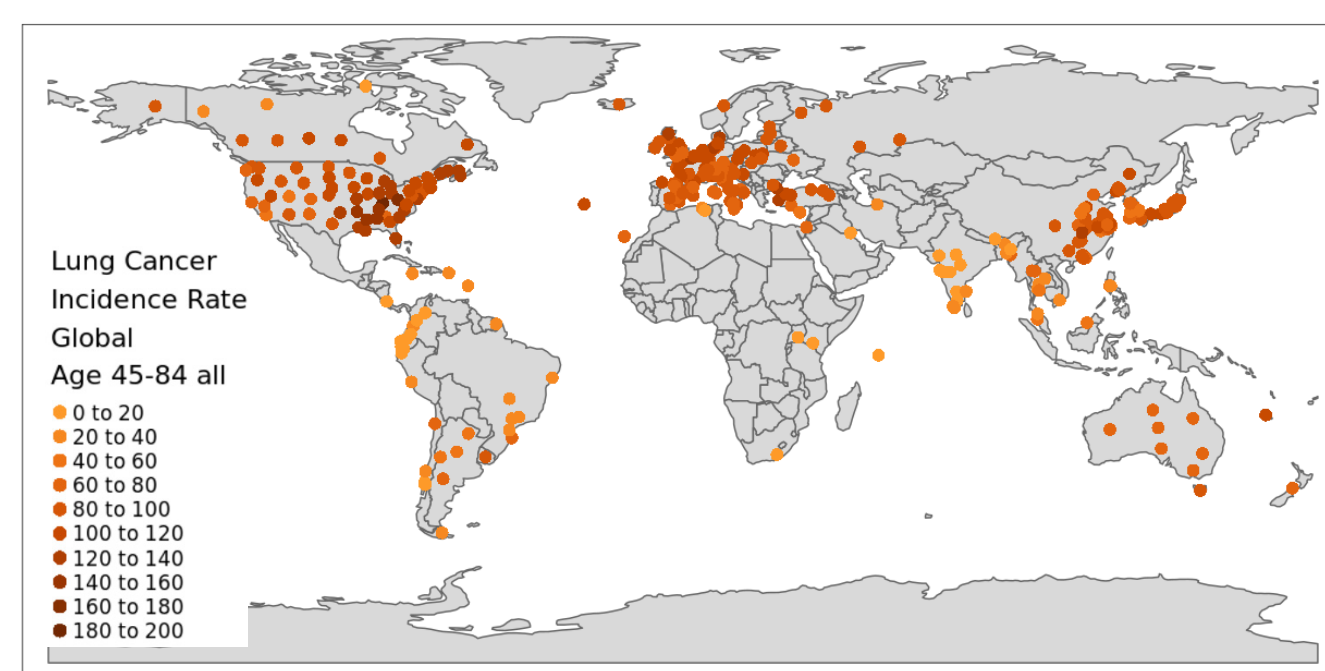 Lung Cancer
Incidence Rate
Global
Age 45-84 all
0 to 20
20 to 40
40 to 60
60 to 80
80 to 100
100 to 120
120 to 140
140 to 160
160 to 180
180 to 200